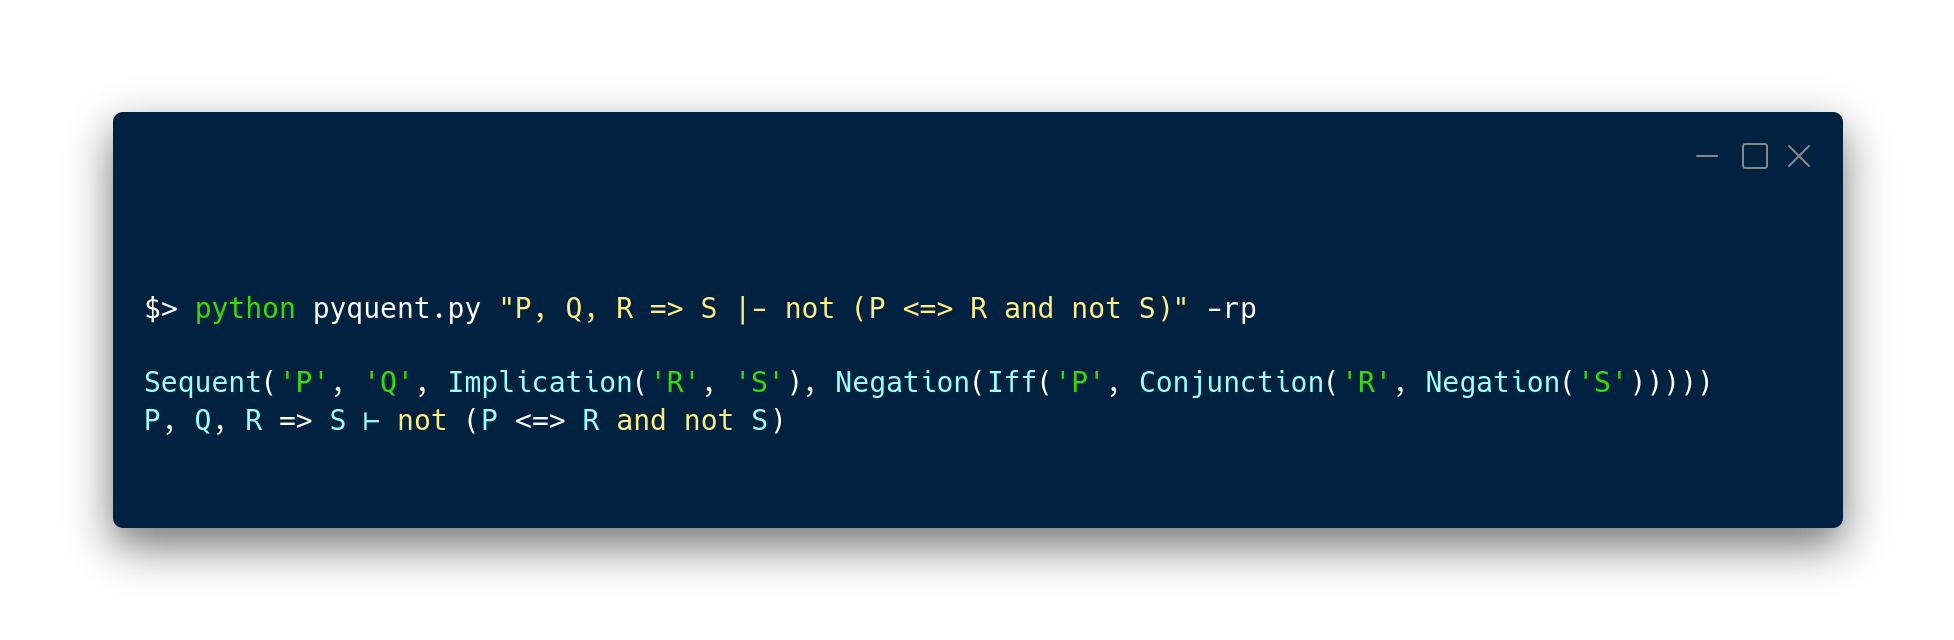 $> python pyquent.py "P, Q, R => S |- not (P <=> R and not S)" -rp
Sequent('P', 'Q', Implication('R', 'S'), Negation(Iff('P', Conjunction('R', Negation('S')))))
P, Q, R => S ⊢ not (P <=> R and not S)